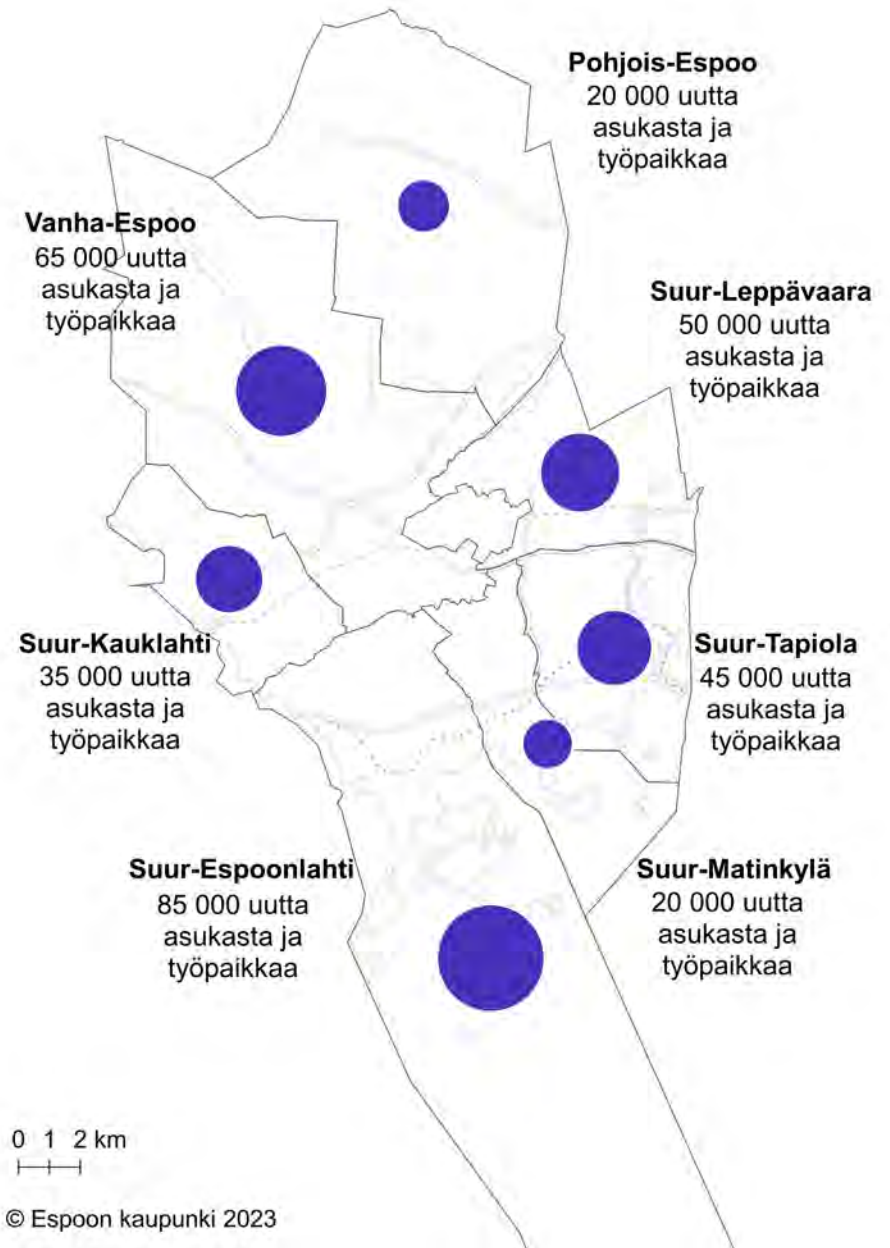 Pohjois-Espoo
20 000 uutta
asukasta ja
työpaikkaa
Vanha-Espoo
65 000 uutta
asukasta ja
työpaikkaa
Suur-Leppävaara
50 000 uutta
asukasta ja
työpaikkaa
Suur-Kauklahti
35 000 uutta
asukasta ja
työpaikkaa
Suur-Tapiola
45 000 uutta
asukasta ja
työpaikkaa
Suur-Espoonlahti
85 000 uutta
asukasta ja
työpaikkaa
Suur-Matinkylä
20 000 uutta
asukasta ja
työpaikkaa
0 1 2 km
© Espoon kaupunki 2023